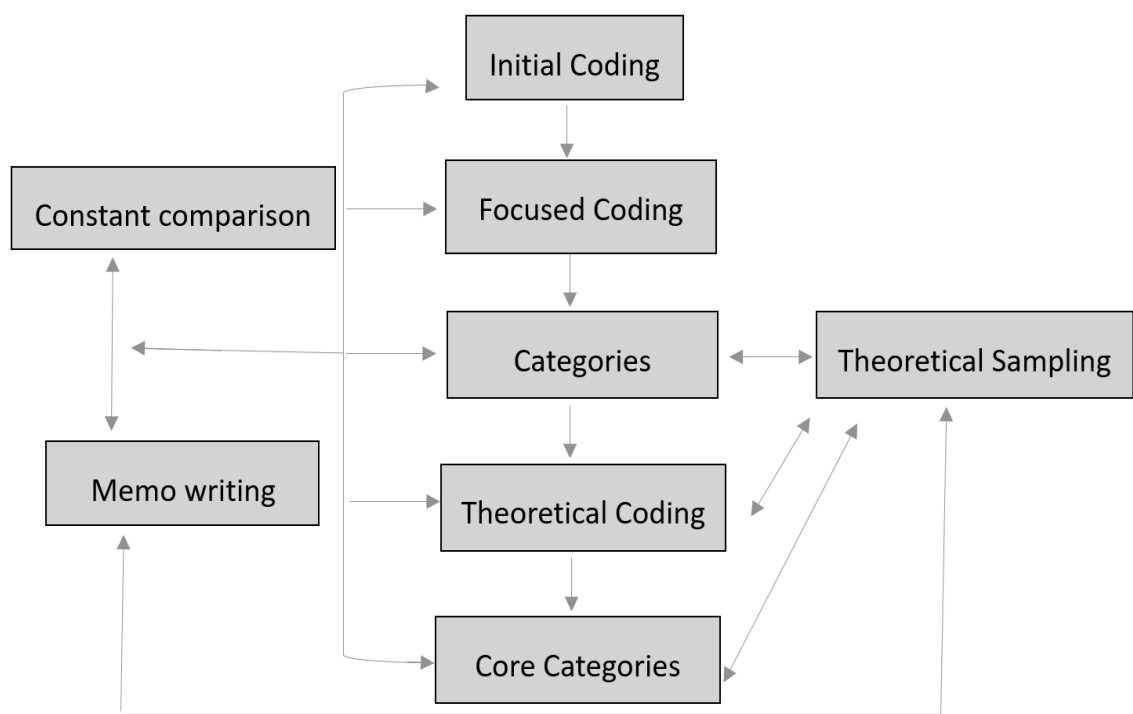 Initial Coding
Constant comparison
Focused Coding
Categories
Theoretical Sampling
Memo writing
Theoretical Coding
Core Categories